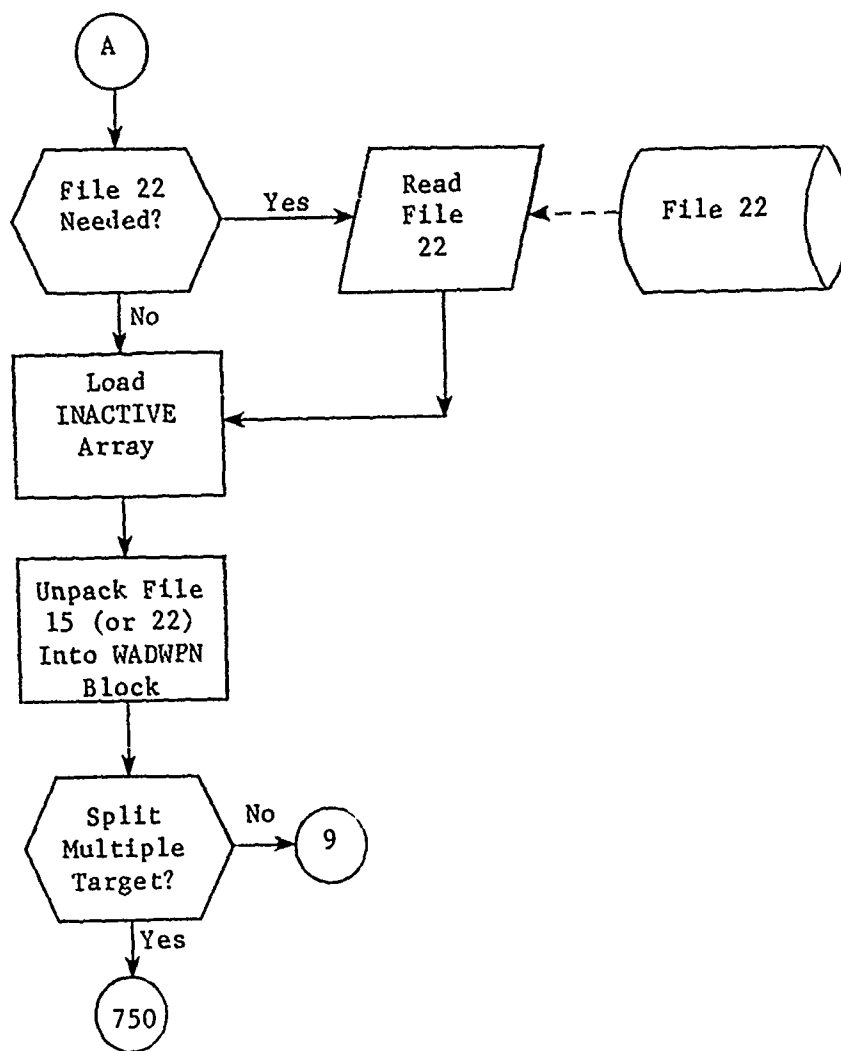 A
File 22
Needed?
Yes
Read
File
22
File 22
No
Load
INACTIVE
Array
Unpack File
15 (or 22)
Into WADWPN
Block
Split
Multiple
Target?
No
9
Yes
750